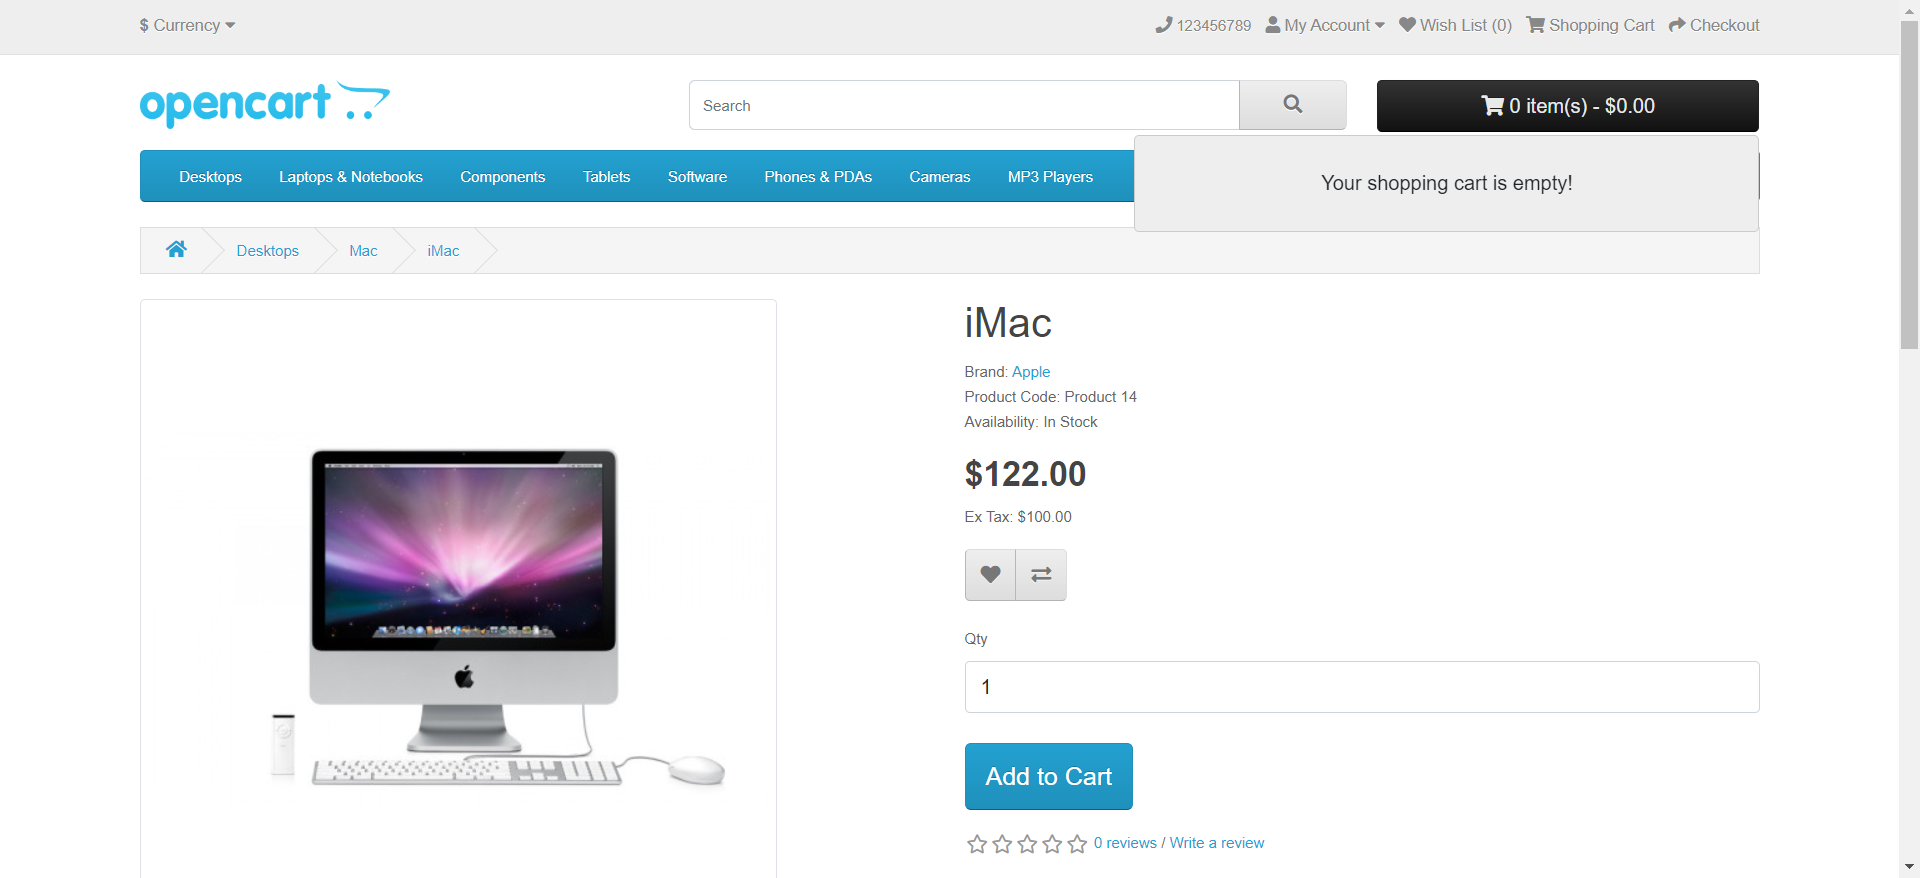 $ Currency
123456789 My Account Wish List (0) Shopping Cart Checkout
opencart
Search
0 item(s) - $0.00
Desktops Laptops & Notebooks Components Tablets Software Phones & PDAs Cameras MP3 Players
Your shopping cart is empty!
Desktops Mac iMac
iMac
Brand: Apple
Product Code: Product 14
Availability: In Stock
$122.00
Ex Tax: $100.00
Qty
1
Add to Cart
0 reviews / Write a review